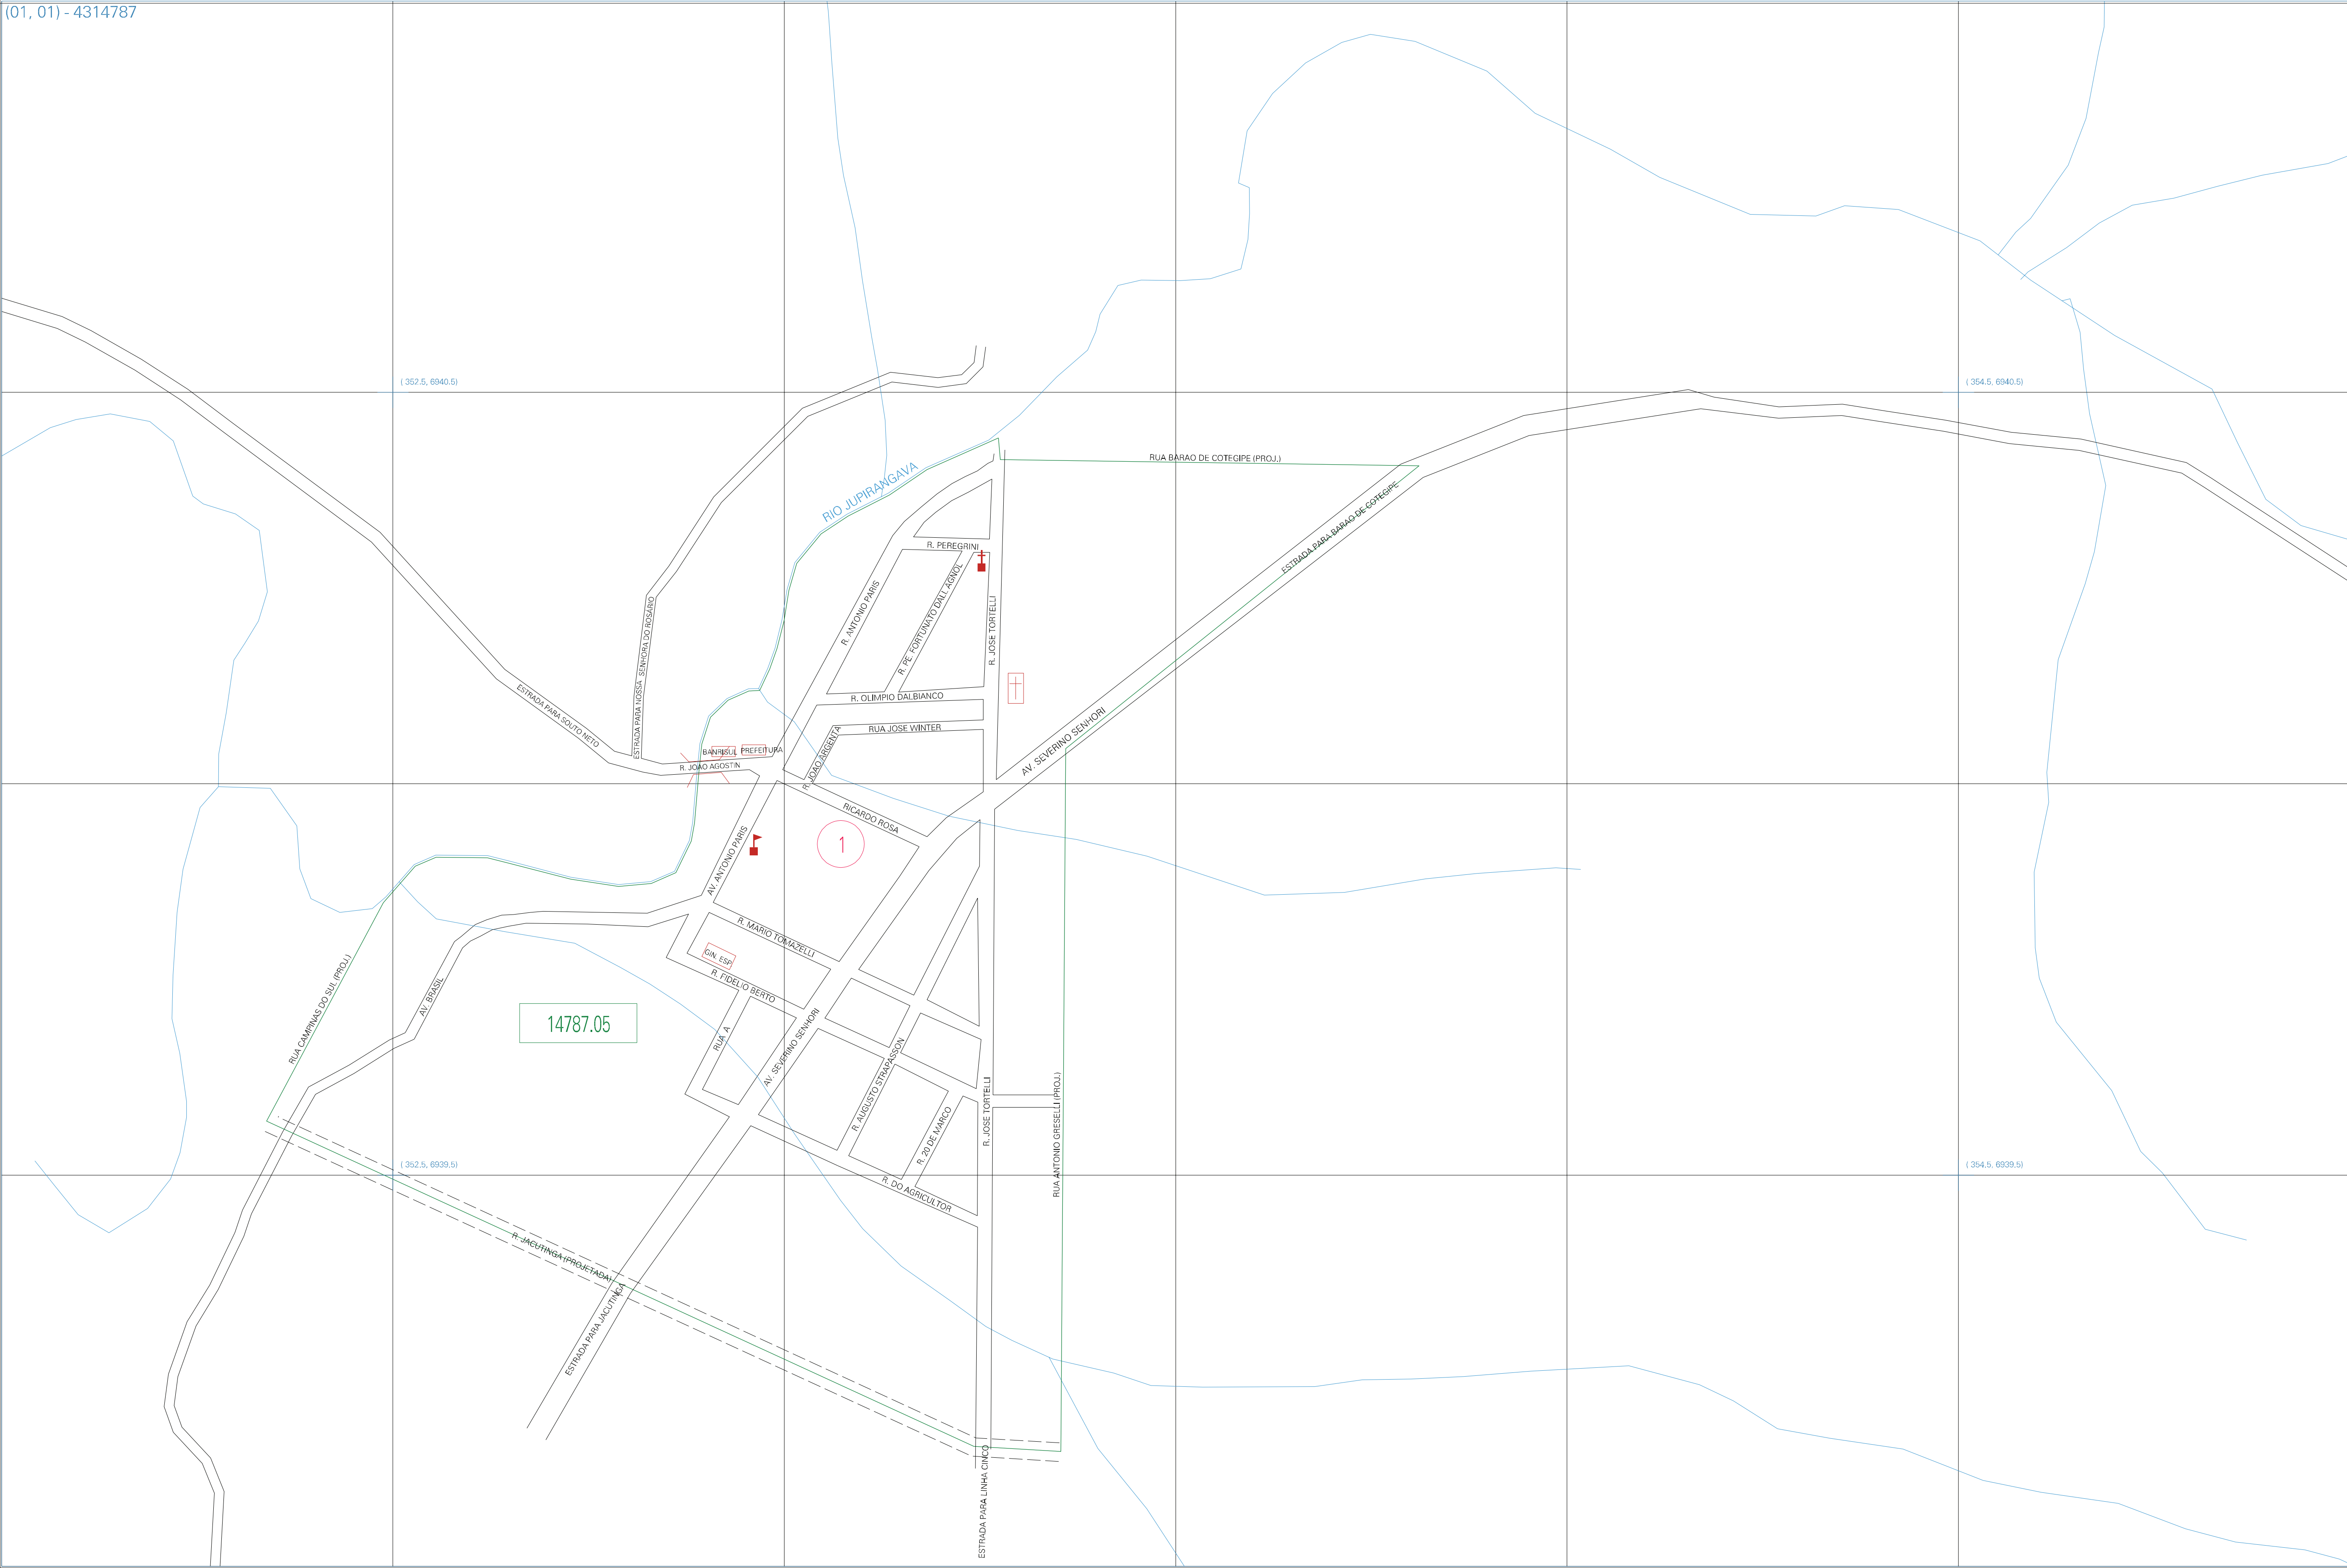 (01, 01) - 4314787
( 352.5, 6940.5)
( 354.5, 6940.5)
RUA BARAO DE COTEGIPE (PROJ.)
RIO JUPIRANGAVA
ESTRADA PARA BARAO DE COTEGIPE
R. PEREGRINI
R. ANTONIO PARIS
R. PE. FORTUNATO DALL AGNOL
R. JOSE TORTELLI
ESTRADA PARA NOSSA SENHORA DO ROSARIO
ESTRADA PARA SOUTO NETO
R. OLIMPIO DALBIANCO
RUA JOSE WINTER
R. JOAO ARGENTA
AV. SEVERINO SENHORI
BANRISUL
PREFEITURA
R. JOAO AGOSTIN
RICARDO ROSA
1
AV. ANTONIO PARIS
R. MARIO TOMAZELLI
GIN. ESP.
R. FIDELIO BERTO
AV. BRASIL
RUA CAMPINAS DO SUL (PROJ.)
14787.05
RUA A
AV. SEVERINO SENHORI
R. AUGUSTO STRAPASSON
R. 20 DE MARCO
R. JOSE TORTELLI
RUA ANTONIO GRESELLI (PROJ.)
( 352.5, 6939.5)
( 354.5, 6939.5)
R. DO AGRICULTOR
R. JACUTINGA (PROJETADA)
ESTRADA PARA JACUTINGA
ESTRADA PARA LINHA CINCO